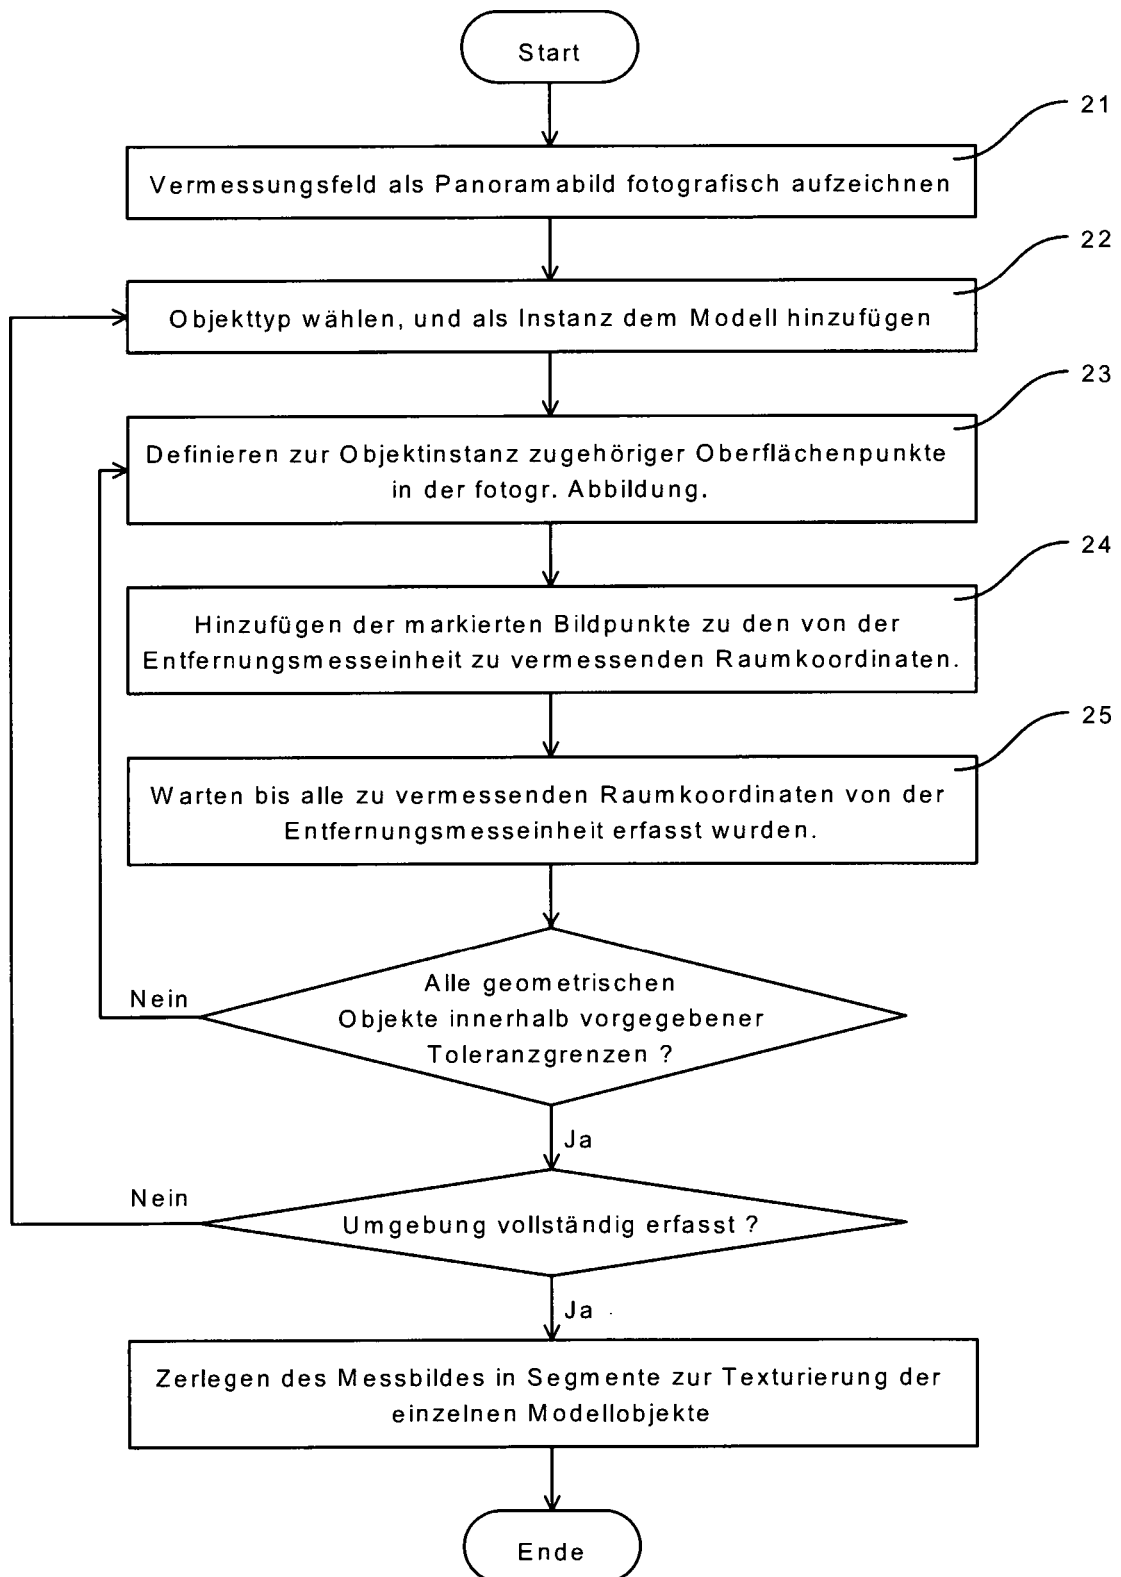 Start
21
Vermessungsfeld als Panoramabild fotografisch aufzeichnen
22
Objekttyp wählen, und als Instanz dem Modell hinzufügen
23
Definieren zur Objektinstanz zugehöriger Oberflächenpunkte
in der fotogr. Abbildung.
24
Hinzufügen der markierten Bildpunkte zu den von der
Entfernungsmesseinheit zu vermessenden Raumkoordinaten.
25
Warten bis alle zu vermessenden Raumkoordinaten von der
Entfernungsmesseinheit erfasst wurden.
Alle geometrischen
Objekte innerhalb vorgegebener
Toleranzgrenzen ?
Nein
Ja
Nein
Umgebung vollständig erfasst ?
Ja
Zerlegen des Messbildes in Segmente zur Texturierung der
einzelnen Modellobjekte
Ende